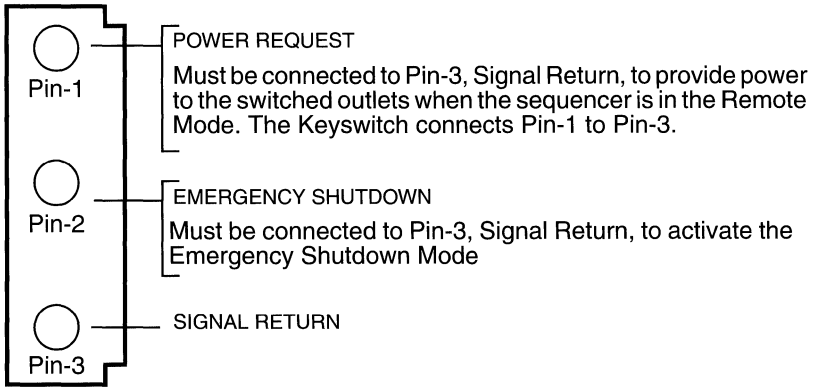 POWER REQUEST
Pin-1
Must be connected to Pin-3, Signal Return, to provide power
to the switched outlets when the sequencer is in the Remote
Mode. The Keyswitch connects Pin-1 to Pin-3.
EMERGENCY SHUTDOWN
Pin-2
Must be connected to Pin-3, Signal Return, to activate the
Emergency Shutdown Mode
SIGNAL RETURN
Pin-3